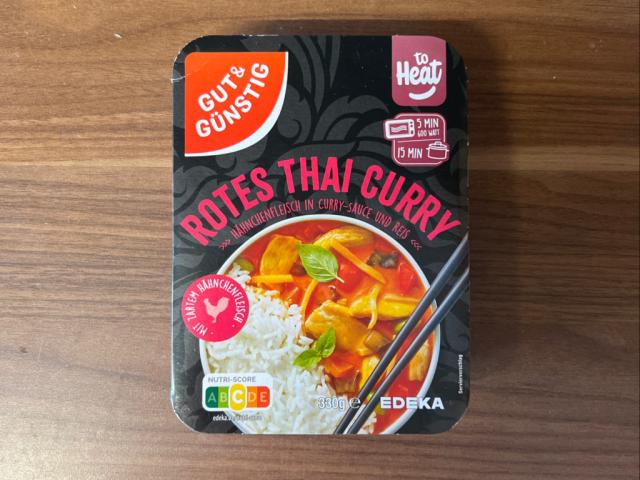 GUT&
GÜNSTIG
to
Heat
5 MIN
600 WATT
15 MIN
ROTES THAI CURRY
HÄHNCHENFLEISCH IN CURRY-SAUCE UND REIS
MIT ZARTEM HÄHNCHENFLEISCH
NUTRI-SCORE
A B C D E
330g e
EDEKA
Serviervorschlag